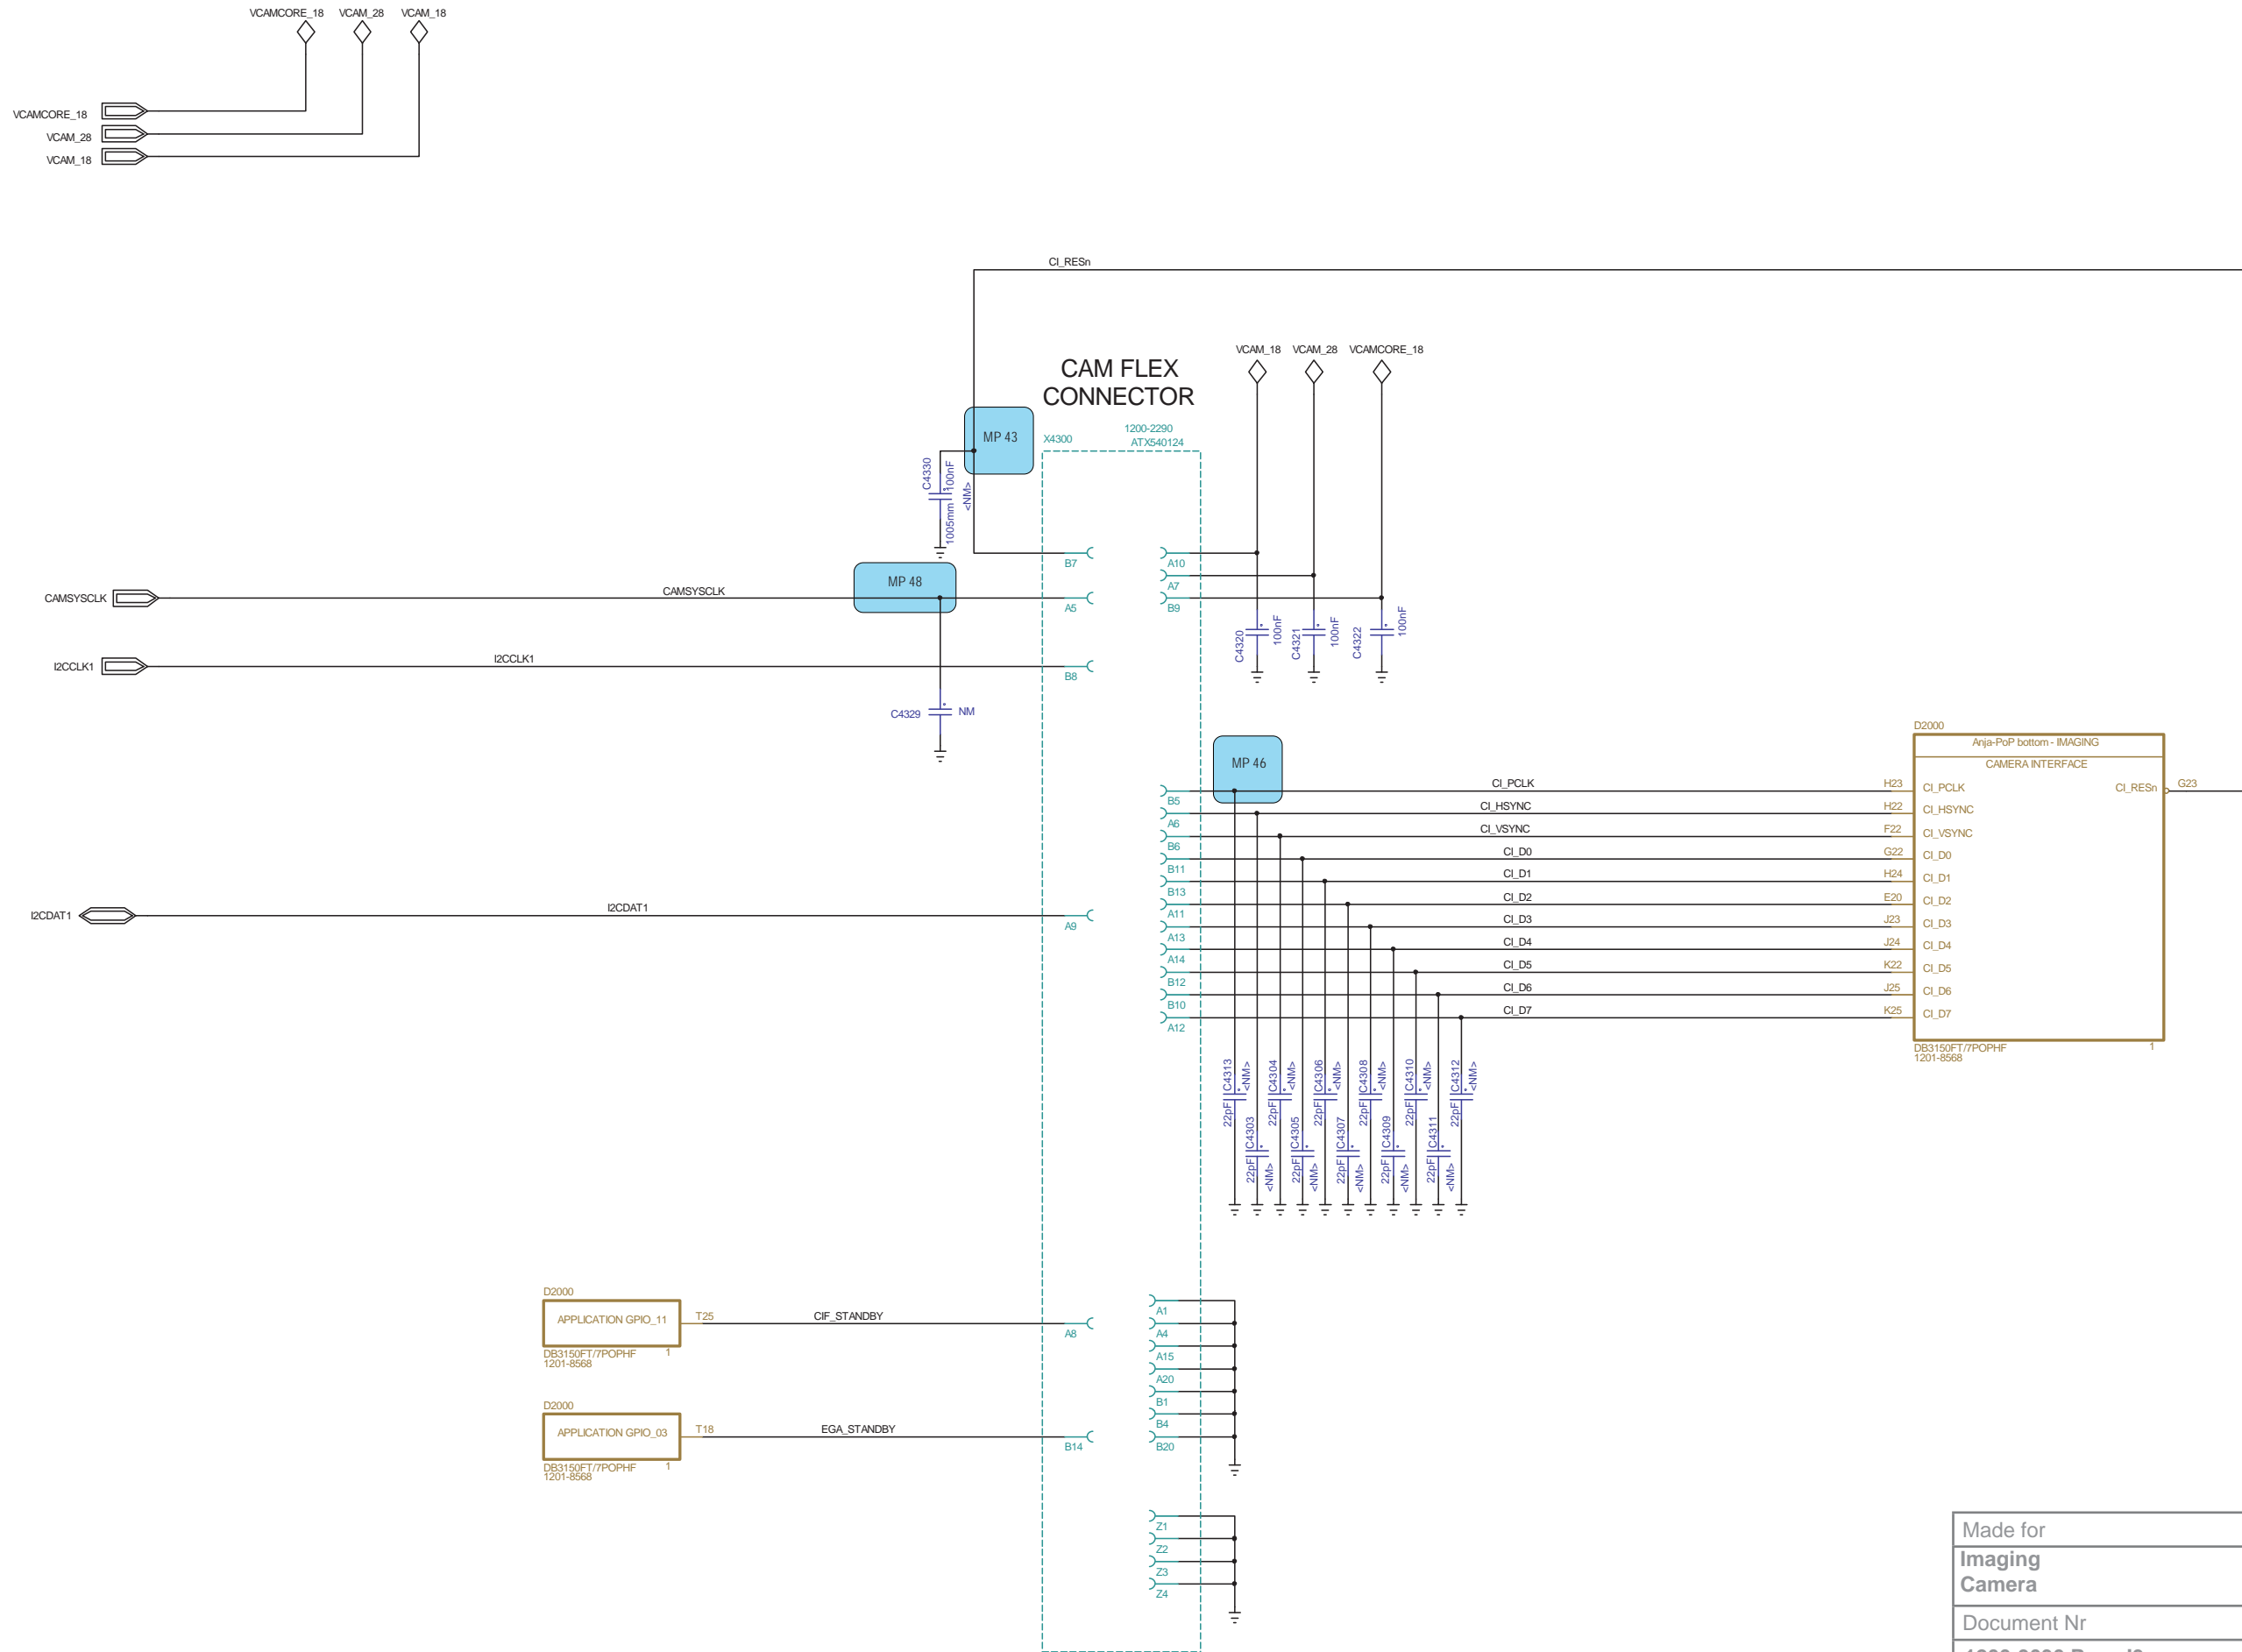 VCAMCORE_18 VCAM_28 VCAM_18
VCAMCORE_18
VCAM_28
VCAM_18
CI_RESn
VCAM_18 VCAM_28 VCAMCORE_18
CAM FLEX
CONNECTOR
MP 43
X4300
1200-2290
ATX540124
C4330
100nF
1005mm
<NM>
B7
A10
A7
MP 48
CAMSYSCLK
CAMSYSCLK
A5
B9
C4320
100nF
C4321
100nF
C4322
100nF
I2CCLK1
I2CCLK1
B8
C4329
NM
D2000
Anja-PoP bottom - IMAGING
CAMERA INTERFACE
MP 46
B5
CI_PCLK
H23
CI_PCLK
CI_RESn
G23
A6
CI_HSYNC
H22
CI_HSYNC
B6
CI_VSYNC
F22
CI_VSYNC
B11
CI_D0
G22
CI_D0
B13
CI_D1
H24
CI_D1
A11
CI_D2
E20
CI_D2
I2CDAT1
I2CDAT1
A9
A13
CI_D3
J23
CI_D3
A14
CI_D4
J24
CI_D4
B12
CI_D5
K22
CI_D5
B10
CI_D6
J25
CI_D6
A12
CI_D7
K25
CI_D7
DB3150FT/7POPHF
1
1201-8568
22pF C4313 <NM>
22pF C4303 <NM>
22pF C4304 <NM>
22pF C4305 <NM>
22pF C4306 <NM>
22pF C4307 <NM>
22pF C4308 <NM>
22pF C4309 <NM>
22pF C4310 <NM>
22pF C4311 <NM>
22pF C4312 <NM>
D2000
APPLICATION GPIO_11
T25
CIF_STANDBY
A8
DB3150FT/7POPHF
1
1201-8568
A1
A4
A15
A20
B1
B4
B20
D2000
APPLICATION GPIO_03
T18
EGA_STANDBY
B14
DB3150FT/7POPHF
1
1201-8568
Z1
Z2
Z3
Z4
Made for
Imaging
Camera
Document Nr